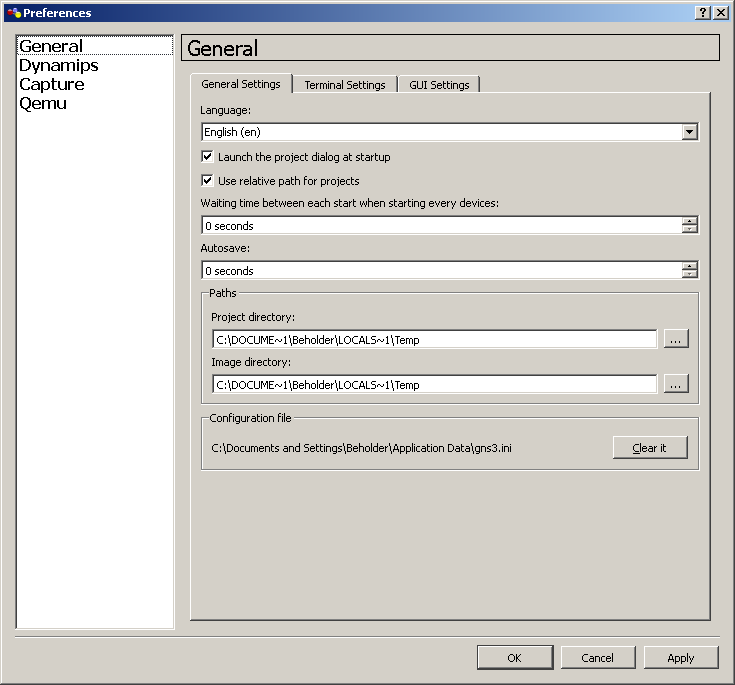 Preferences
General
Dynamips
Capture
Qemu
General
General Settings
Terminal Settings
GUI Settings
Language:
English (en)
Launch the project dialog at startup
Use relative path for projects
Waiting time between each start when starting every devices:
0 seconds
Autosave:
0 seconds
Paths
Project directory:
C:\DOCUME~1\Beholder\LOCALS~1\Temp
...
Image directory:
C:\DOCUME~1\Beholder\LOCALS~1\Temp
...
Configuration file
C:\Documents and Settings\Beholder\Application Data\gns3.ini
Clear it
OK
Cancel
Apply